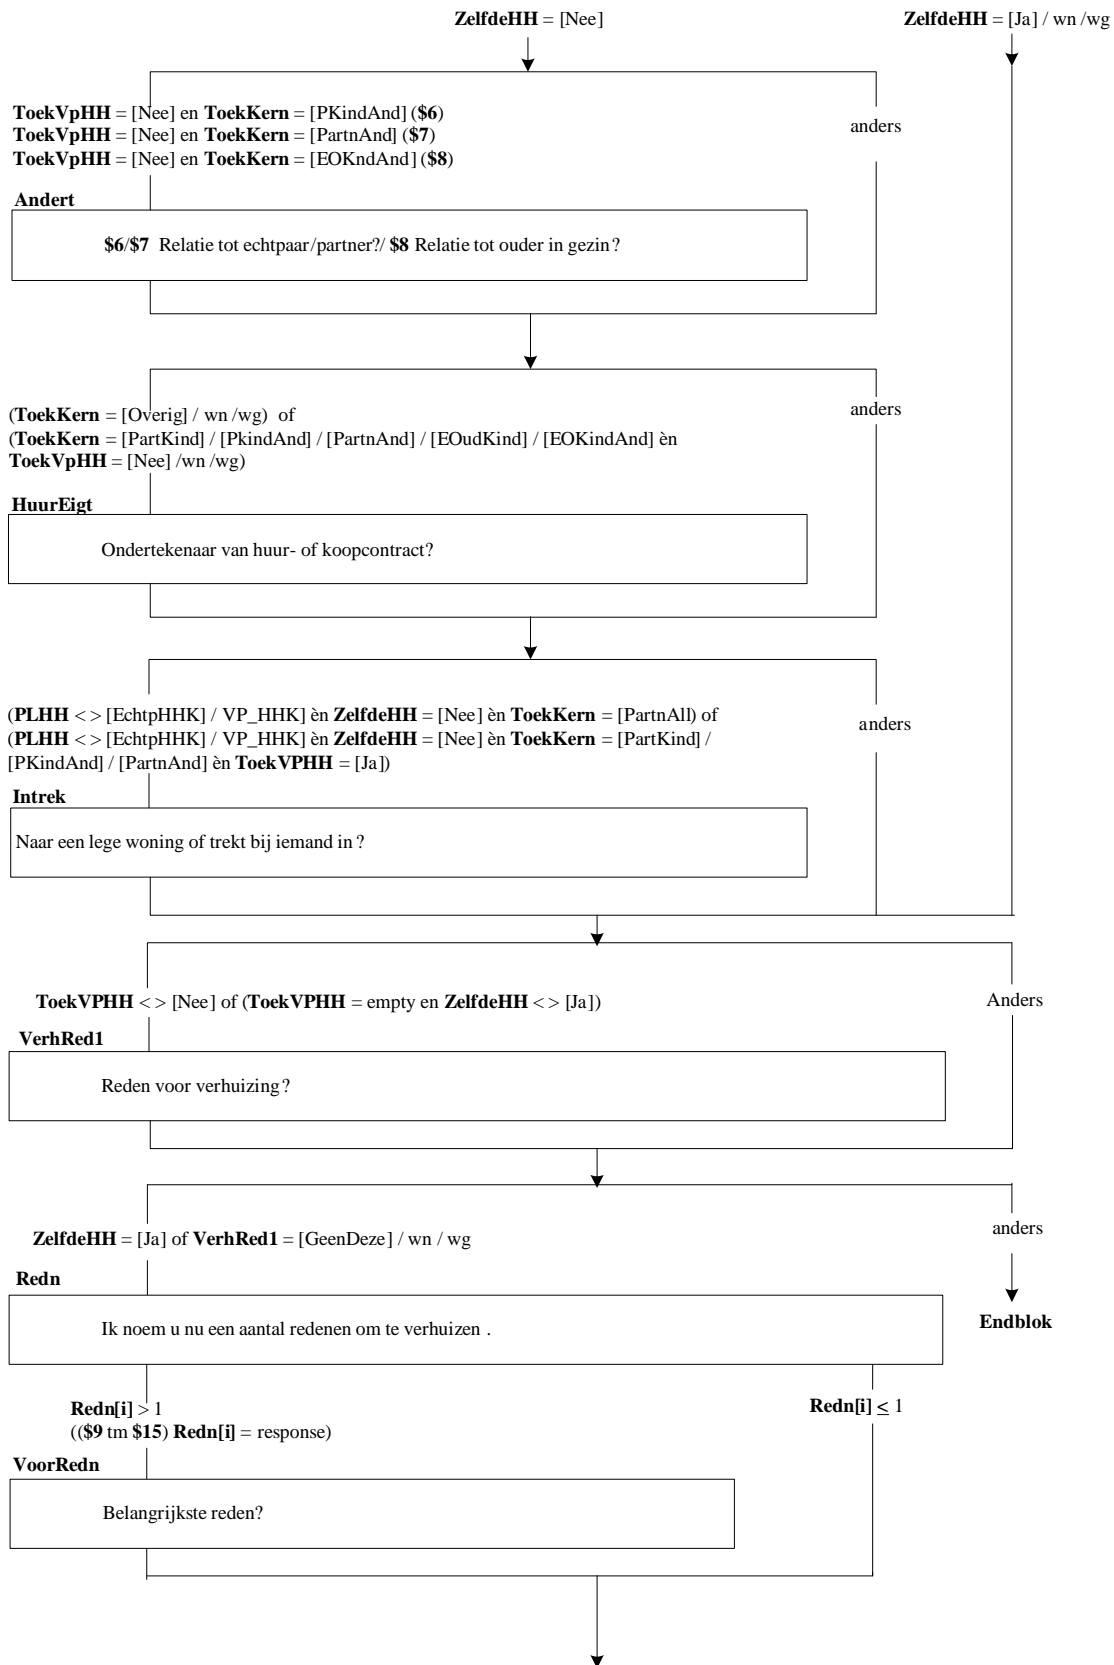 ZelfdeHH = [Nee]
ZelfdeHH = [Ja] / wn /wg
ToekVpHH = [Nee] en ToekKern = [PKindAnd] ($6)
ToekVpHH = [Nee] en ToekKern = [PartnAnd] ($7)
ToekVpHH = [Nee] en ToekKern = [EOKndAnd] ($8)
anders
Andert
$6/$7 Relatie tot echtpaar/partner?/ $8 Relatie tot ouder in gezin?
(ToekKern = [Overig] / wn /wg) of
(ToekKern = [PartKind] / [PkindAnd] / [PartnAnd] / [EOudKind] / [EOKindAnd] èn
ToekVpHH = [Nee] /wn /wg)
anders
HuurEigt
Ondertekenaar van huur- of koopcontract?
(PLHH <> [EchtpHHK] / VP_HHK] èn ZelfdeHH = [Nee] èn ToekKern = [PartnAll) of
(PLHH <> [EchtpHHK] / VP_HHK] èn ZelfdeHH = [Nee] èn ToekKern = [PartKind] /
[PKindAnd] / [PartnAnd] èn ToekVPHH = [Ja])
anders
Intrek
Naar een lege woning of trekt bij iemand in?
ToekVPHH <> [Nee] of (ToekVPHH = empty en ZelfdeHH <> [Ja])
Anders
VerhRed1
Reden voor verhuizing?
ZelfdeHH = [Ja] of VerhRed1 = [GeenDeze] / wn / wg
anders
Redn
Ik noem u nu een aantal redenen om te verhuizen .
Endblok
Redn[i] > 1
(($9 tm $15) Redn[i] = response)
Redn[i] ≤ 1
VoorRedn
Belangrijkste reden?